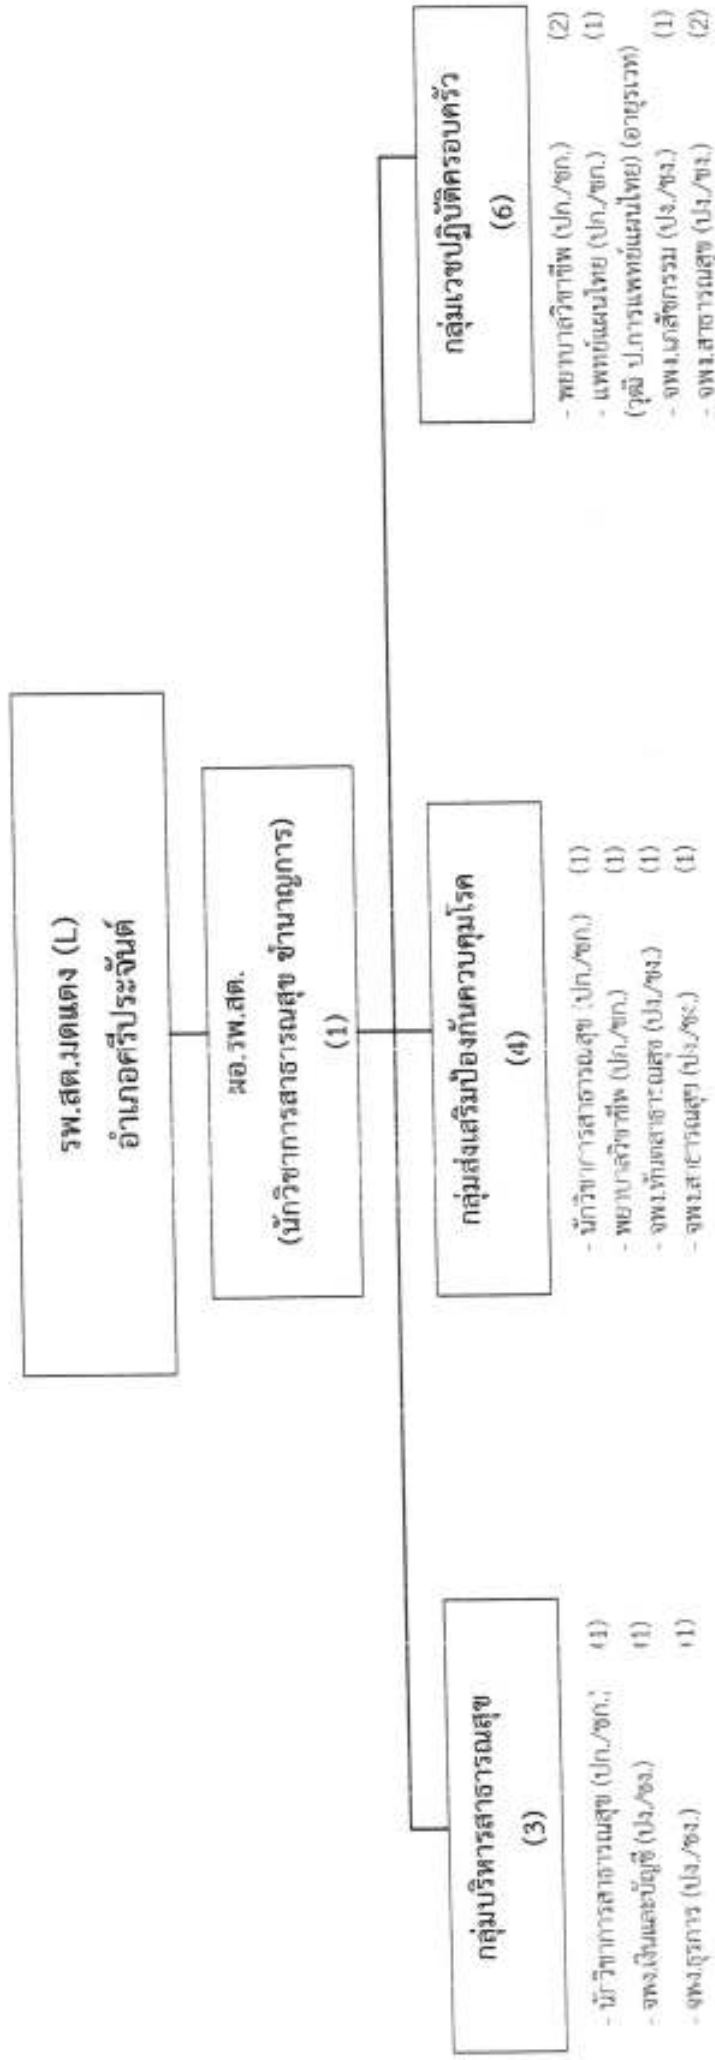 รพ.สต.มดแดง (L)
อำเภอศรีประจันต์
ผอ.รพ.สต.
(นักวิชาการสาธารณสุข ชำนาญการ)
(1)
กลุ่มบริหารสาธารณสุข
(3)
- นักวิชาการสาธารณสุข (ปก./ชก.) (1)
- จพง.เงินและบัญชี (ปง./ชง.) (1)
- จพง.ธุรการ (ปง./ชง.) (1)
กลุ่มส่งเสริมป้องกันควบคุมโรค
(4)
- นักวิชาการสาธารณสุข (ปก./ชก.) (1)
- พยาบาลวิชาชีพ (ปก./ชก.) (1)
- จพง.ทันตสาธารณสุข (ปง./ชง.) (1)
- จพง.สาธารณสุข (ปง./ชง.) (1)
กลุ่มเวชปฏิบัติครอบครัว
(6)
- พยาบาลวิชาชีพ (ปก./ชก.) (2)
- แพทย์แผนไทย (ปก./ชก.) (1)
(วุฒิ ป.การแพทย์แผนไทย) (อายุรเวท)
- จพง.เภสัชกรรม (ปง./ชง.) (1)
- จพง.สาธารณสุข (ปง./ชง.) (2)